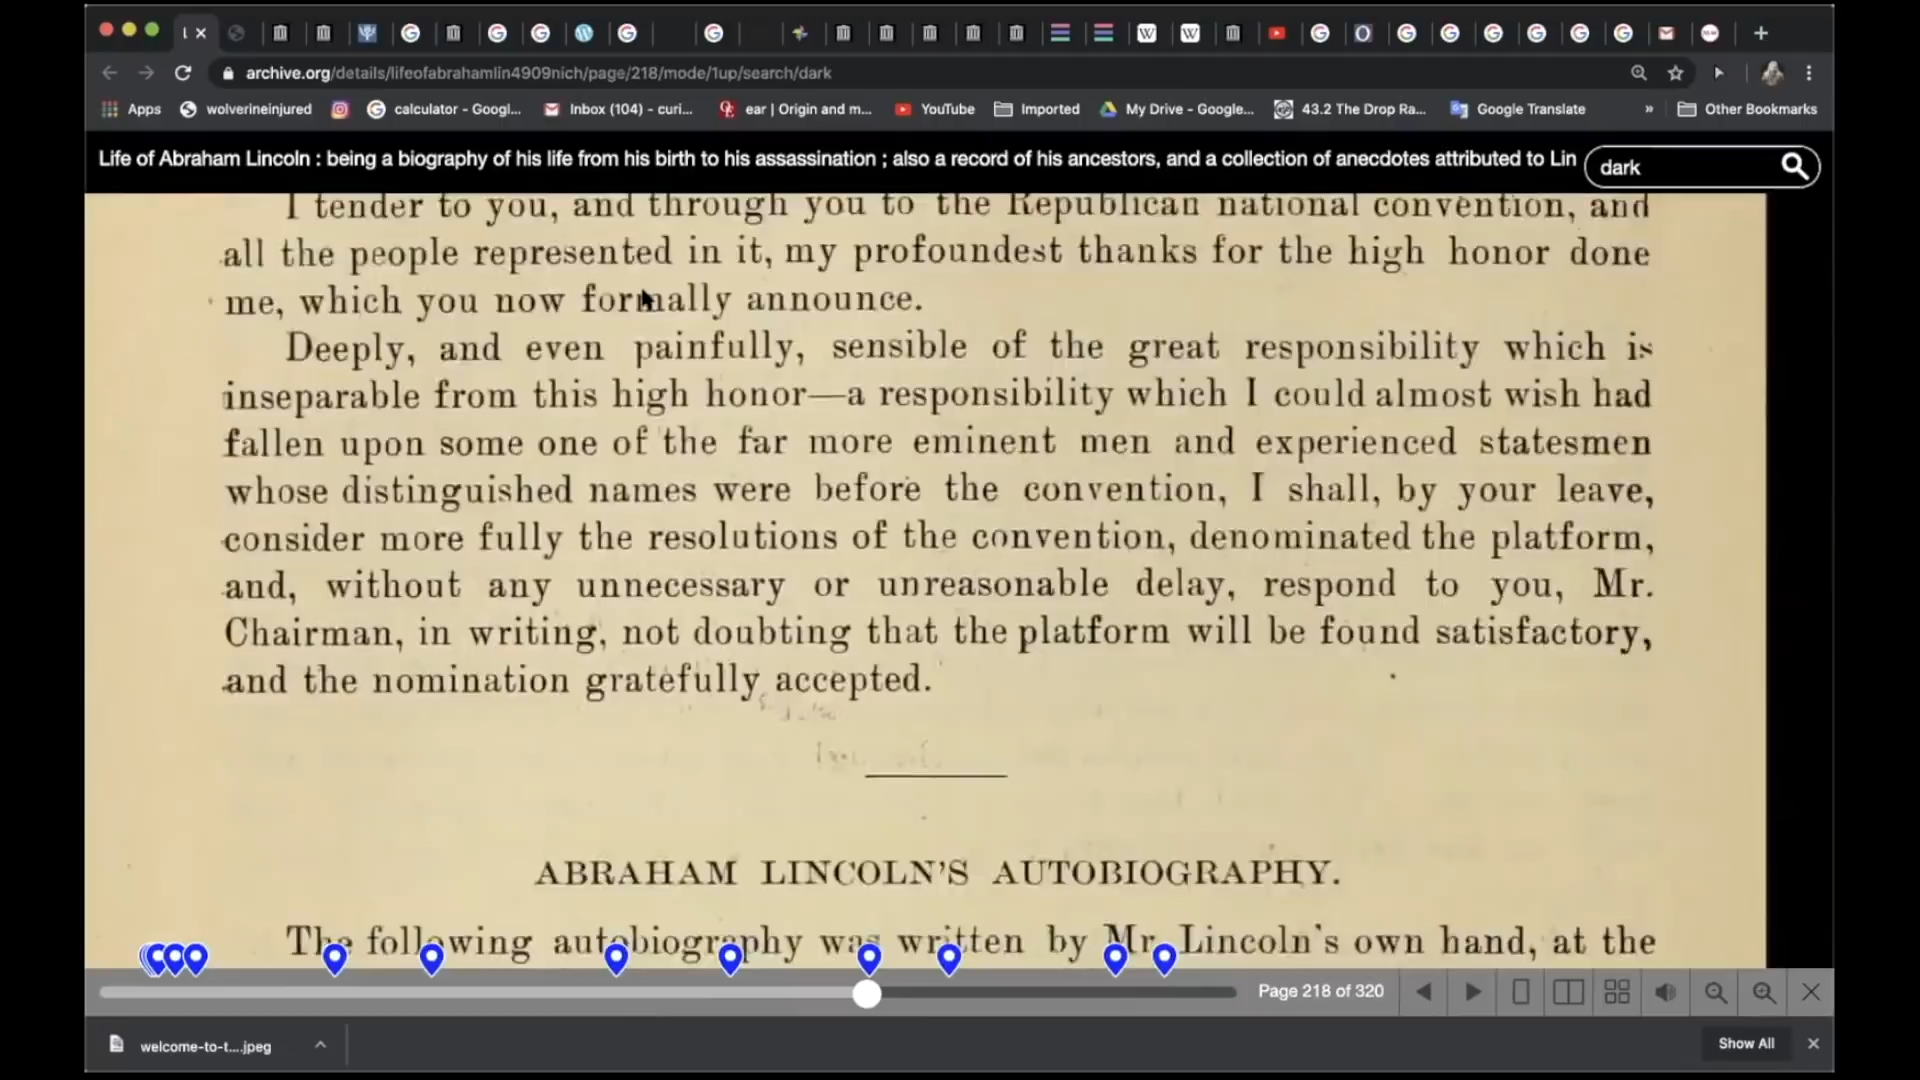 archive.org/details/lifeofabrahamlin4909nich/page/218/mode/1up/search/dark
Apps wolverineinjured calculator - Googl... Inbox (104) - curi... ear | Origin and m... YouTube Imported My Drive - Google... 43.2 The Drop Ra... Google Translate » Other Bookmarks
Life of Abraham Lincoln : being a biography of his life from his birth to his assassination ; also a record of his ancestors, and a collection of anecdotes attributed to Lin
dark
I tender to you, and through you to the Republican national convention, and
all the people represented in it, my profoundest thanks for the high honor done
me, which you now formally announce.
Deeply, and even painfully, sensible of the great responsibility which is
inseparable from this high honor—a responsibility which I could almost wish had
fallen upon some one of the far more eminent men and experienced statesmen
whose distinguished names were before the convention, I shall, by your leave,
consider more fully the resolutions of the convention, denominated the platform,
and, without any unnecessary or unreasonable delay, respond to you, Mr.
Chairman, in writing, not doubting that the platform will be found satisfactory,
and the nomination gratefully accepted.
ABRAHAM LINCOLN'S AUTOBIOGRAPHY.
The following autobiography was written by Mr. Lincoln's own hand, at the
Page 218 of 320
welcome-to-t....jpeg
Show All